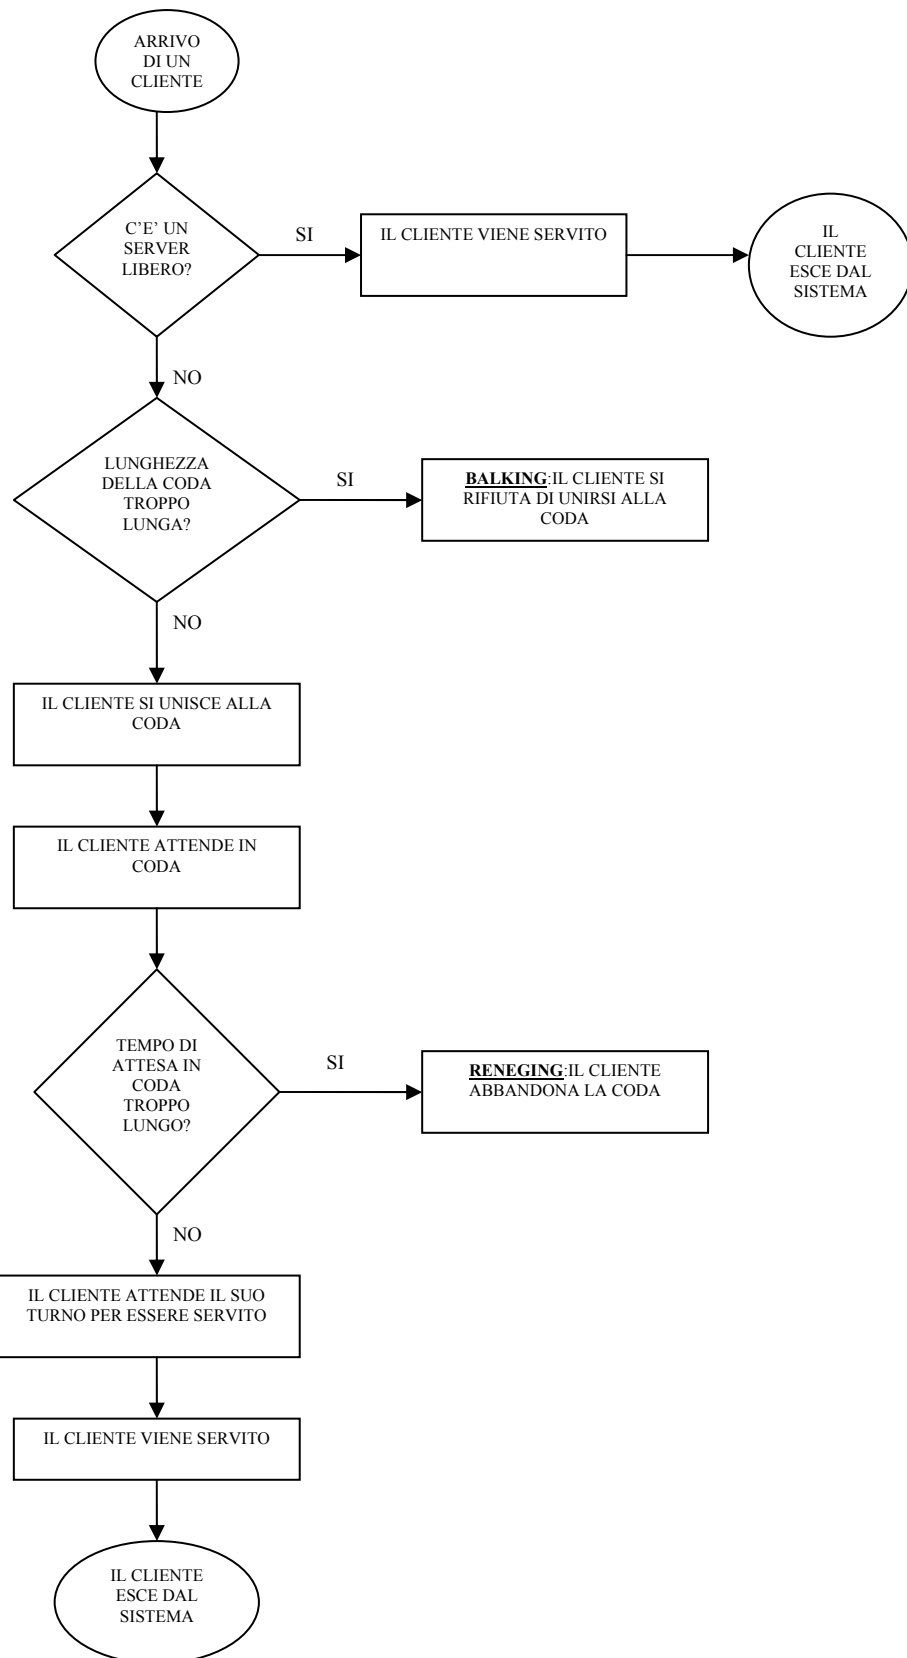 ARRIVO
DI UN
CLIENTE
C'E' UN
SERVER
LIBERO?
SI
IL CLIENTE VIENE SERVITO
IL
CLIENTE
ESCE DAL
SISTEMA
NO
LUNGHEZZA
DELLA CODA
TROPPO
LUNGA?
SI
BALKING:IL CLIENTE SI
RIFIUTA DI UNIRSI ALLA
CODA
NO
IL CLIENTE SI UNISCE ALLA
CODA
IL CLIENTE ATTENDE IN
CODA
TEMPO DI
ATTESA IN
CODA
TROPPO
LUNGO?
SI
RENEGING:IL CLIENTE
ABBANDONA LA CODA
NO
IL CLIENTE ATTENDE IL SUO
TURNO PER ESSERE SERVITO
IL CLIENTE VIENE SERVITO
IL CLIENTE
ESCE DAL
SISTEMA